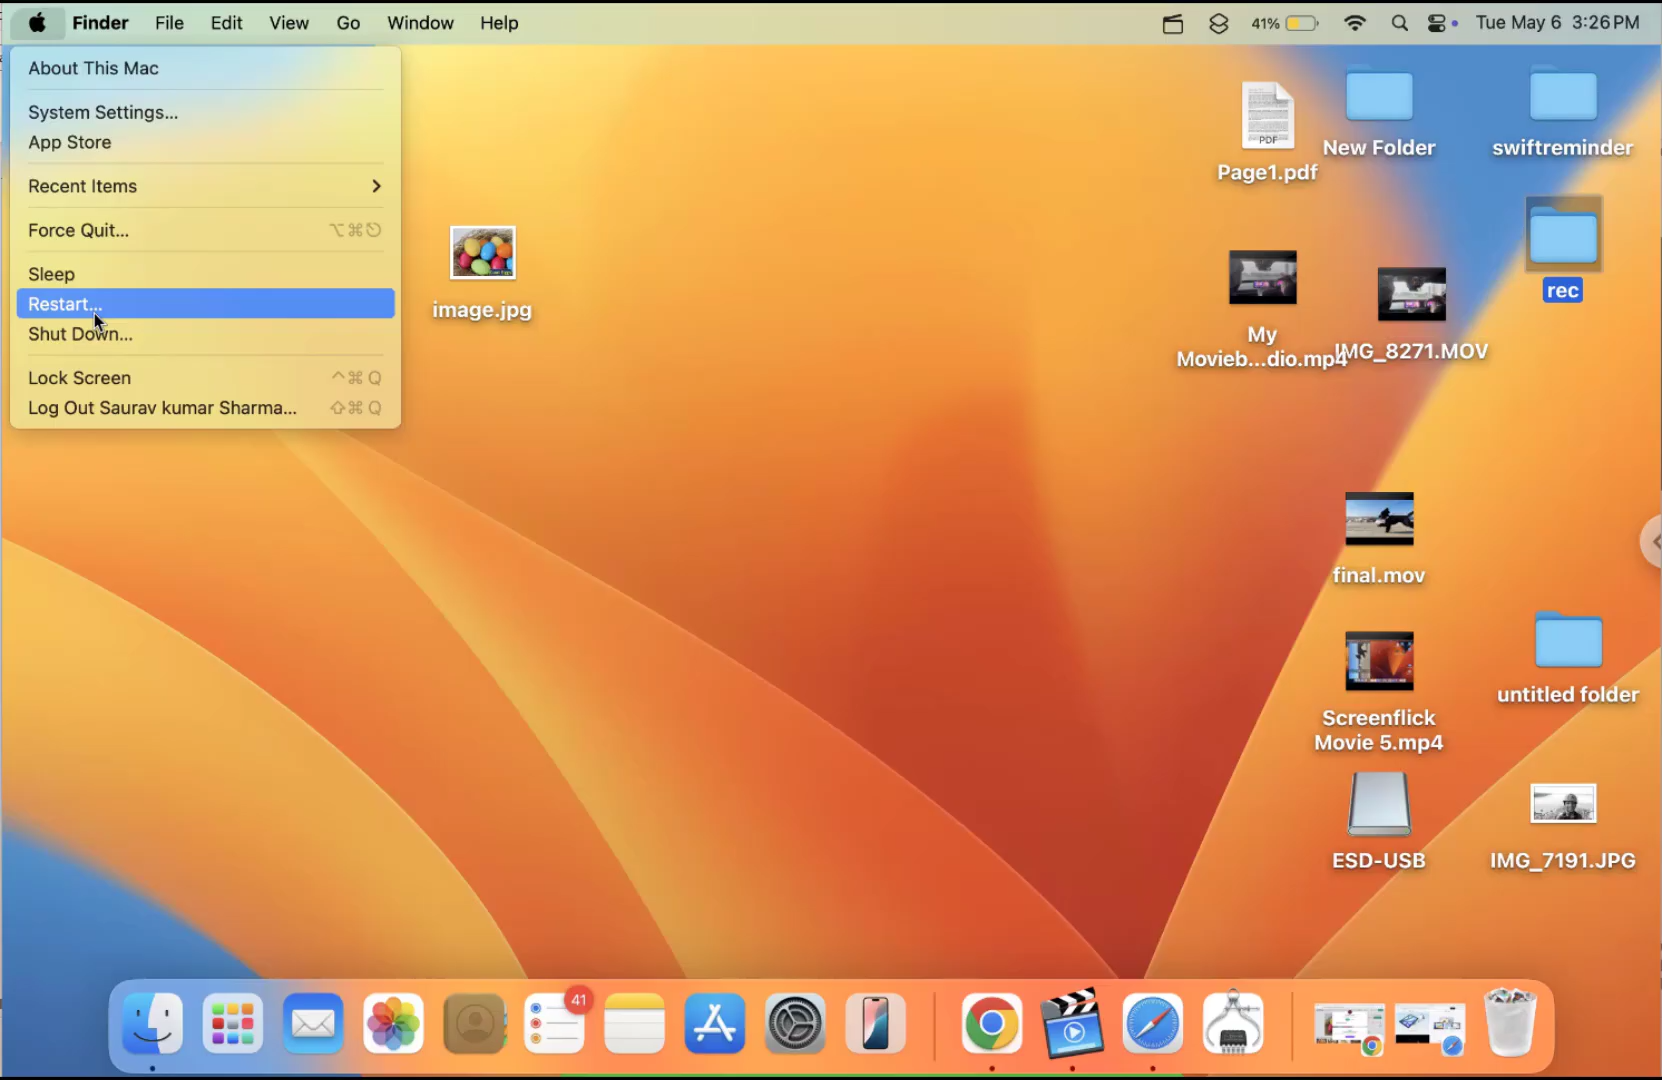 Finder File Edit View Go Window Help 41% Tue May 6 3:26 PM
About This Mac
System Settings...
App Store
Recent Items
Force Quit... ⌥⌘⎋
Sleep
Restart...
Shut Down...
Lock Screen ^⌘Q
Log Out Saurav kumar Sharma... ⇧⌘Q
image.jpg
PDF
Page1.pdf
New Folder
swiftreminder
rec
My
Movieb...dio.mp4
IMG_8271.MOV
final.mov
untitled folder
Screenflick
Movie 5.mp4
ESD-USB
IMG_7191.JPG
41